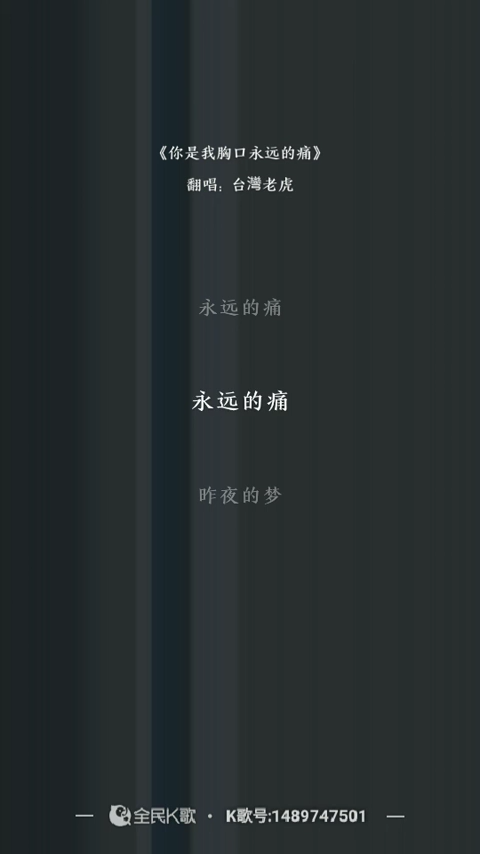 《你是我胸口永远的痛》
翻唱：台灣老虎
永远的痛
永远的痛
昨夜的梦
— 全民K歌 · K歌号:1489747501 —